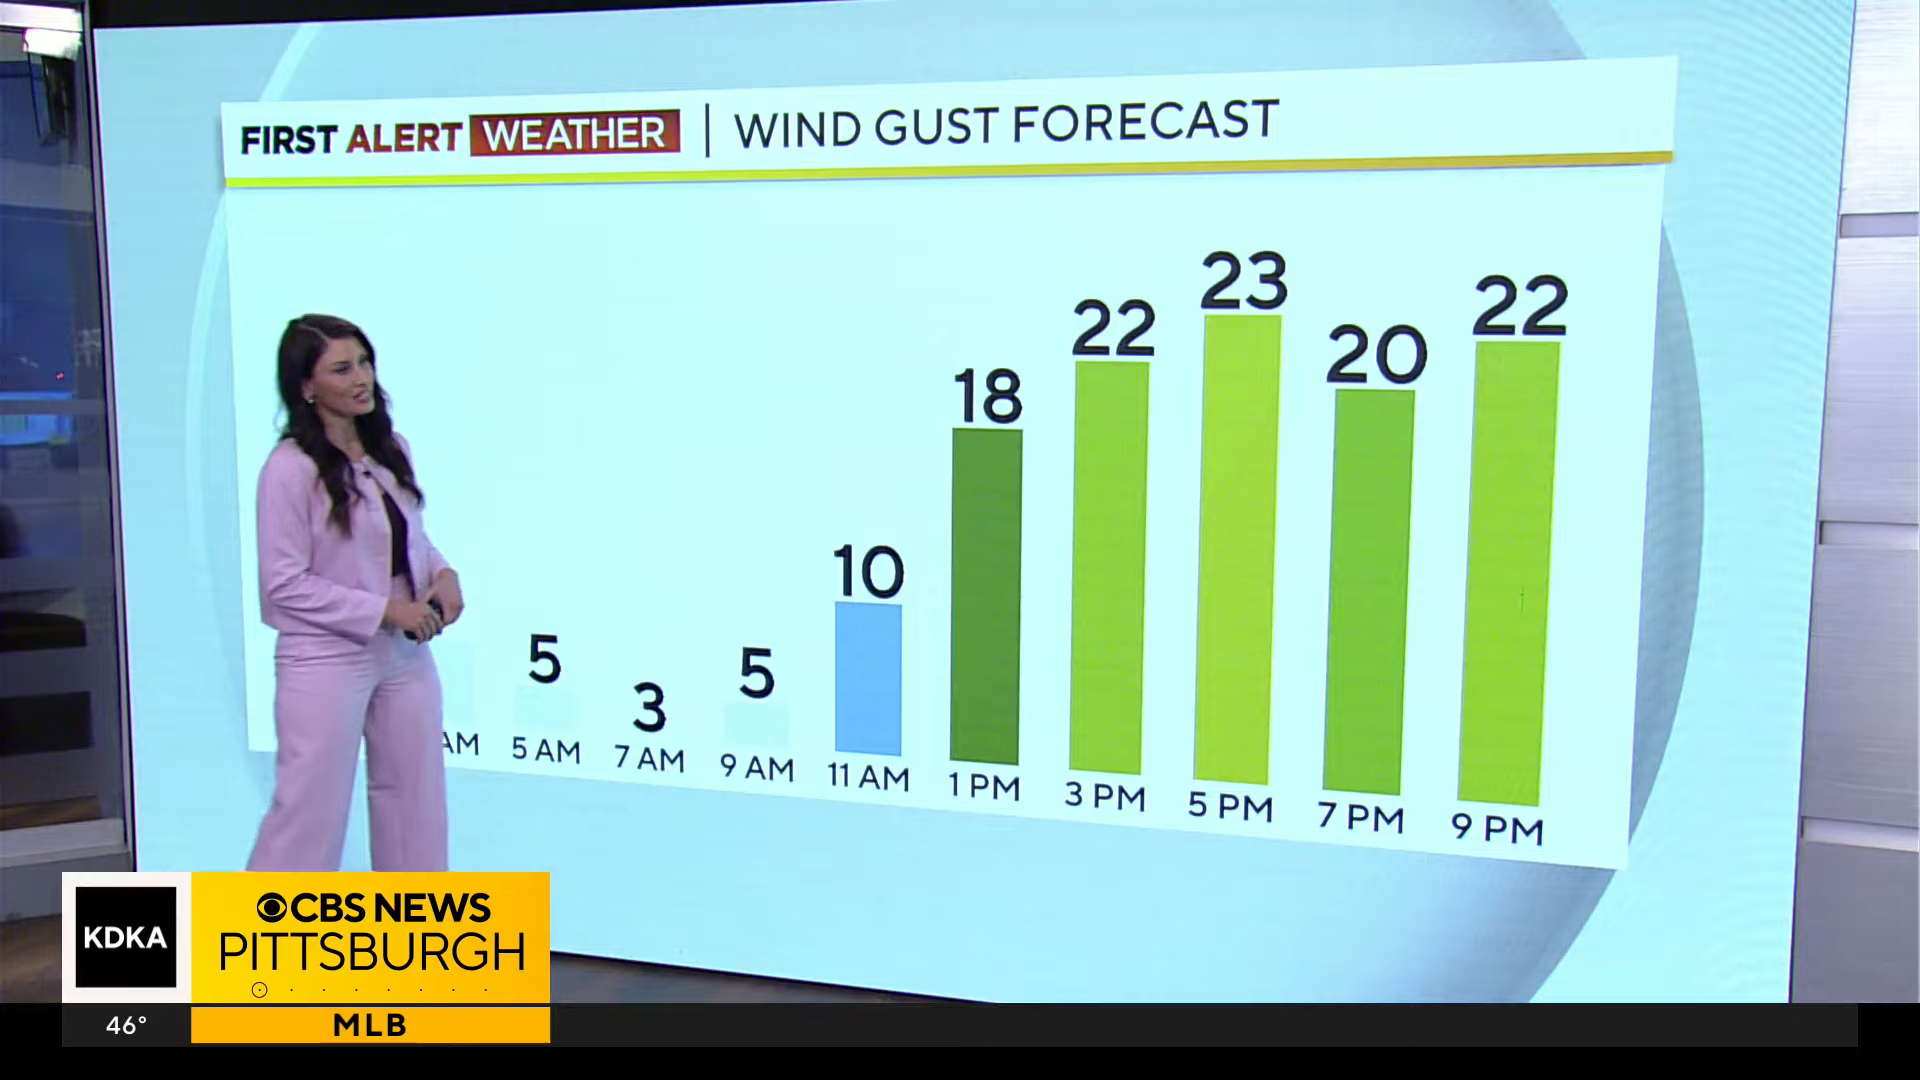 FIRST ALERT WEATHER | WIND GUST FORECAST
5
3
5
10
18
22
23
20
22
AM
5 AM
7 AM
9 AM
11 AM
1 PM
3 PM
5 PM
7 PM
9 PM
KDKA
CBS NEWS
PITTSBURGH
46°
MLB